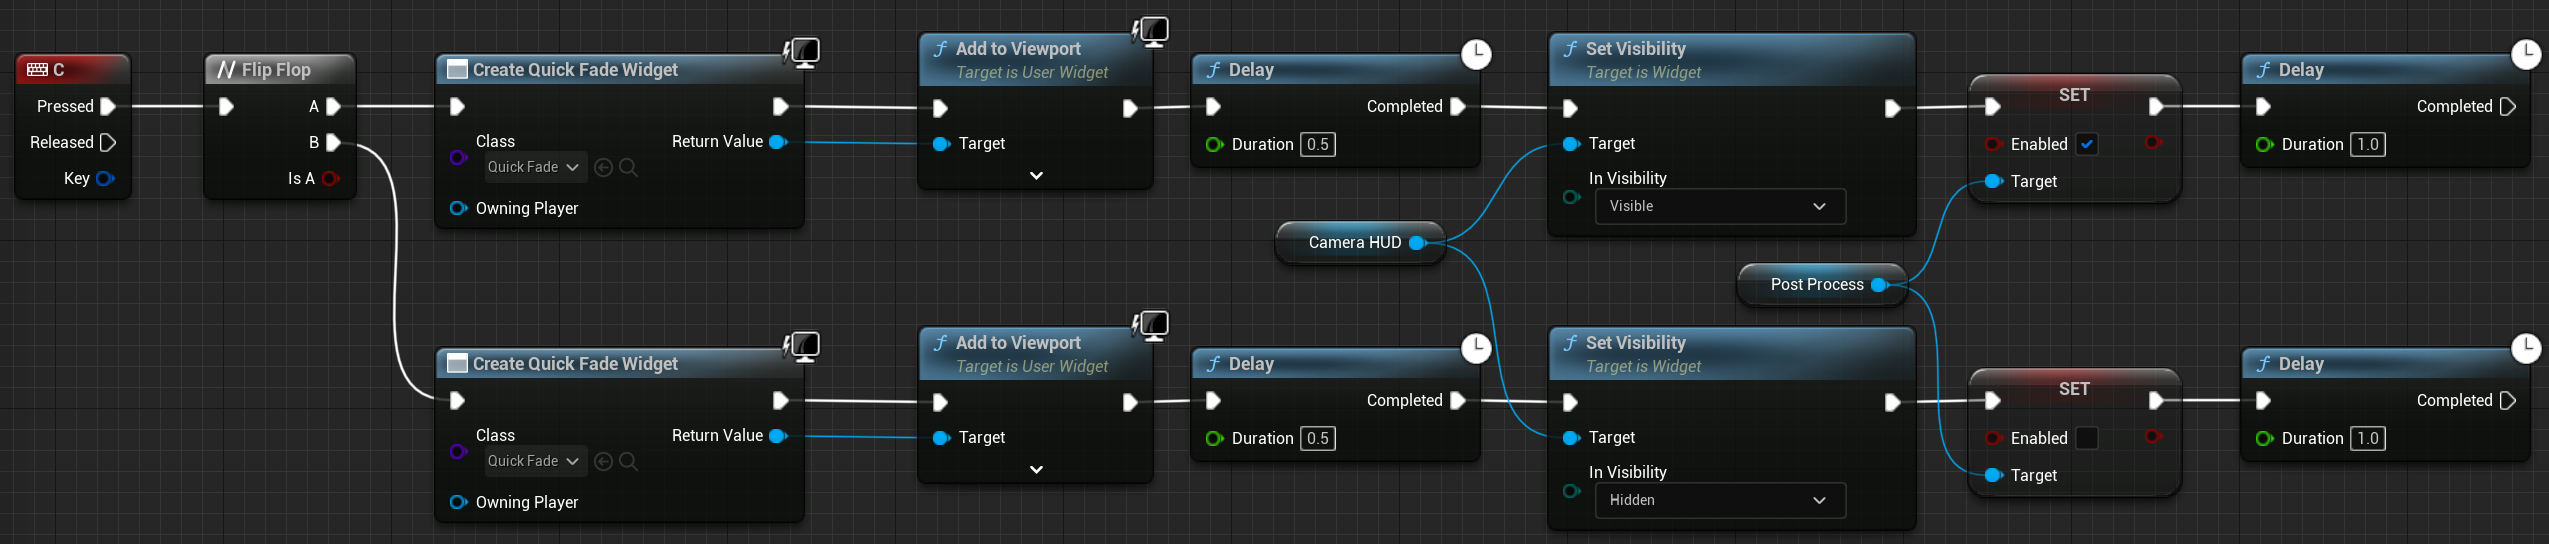 C
Pressed
Released
Key
Flip Flop
A
B
Is A
Create Quick Fade Widget
Class
Quick Fade
Return Value
Owning Player
Add to Viewport
Target is User Widget
Target
Delay
Completed
Duration 0.5
Set Visibility
Target is Widget
Target
In Visibility
Visible
SET
Enabled
Target
Delay
Completed
Duration 1.0
Camera HUD
Post Process
Create Quick Fade Widget
Class
Quick Fade
Return Value
Owning Player
Add to Viewport
Target is User Widget
Target
Delay
Completed
Duration 0.5
Set Visibility
Target is Widget
Target
In Visibility
Hidden
SET
Enabled
Target
Delay
Completed
Duration 1.0